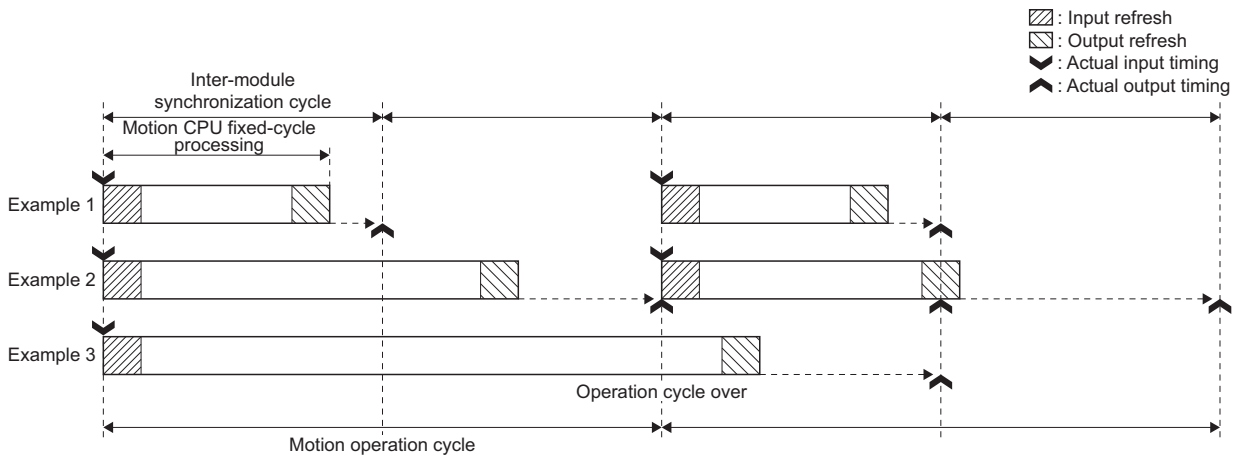 : Input refresh
: Output refresh
: Actual input timing
: Actual output timing
Inter-module
synchronization cycle
Motion CPU fixed-cycle
processing
Example 1
Example 2
Example 3
Operation cycle over
Motion operation cycle